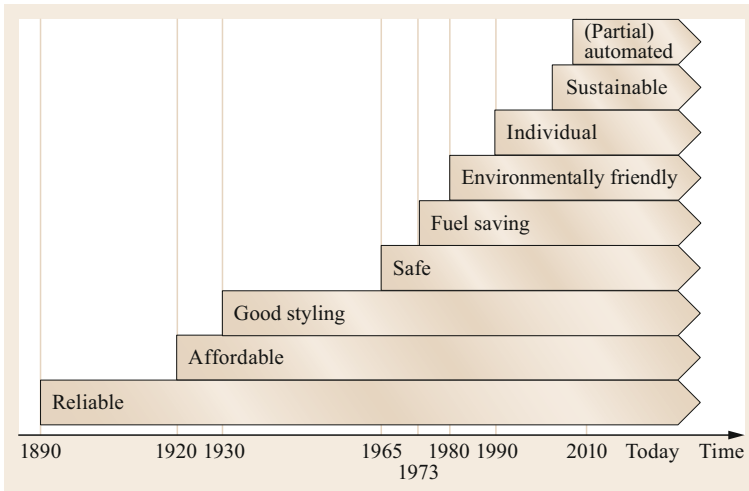 (Partial)
automated
Sustainable
Individual
Environmentally friendly
Fuel saving
Safe
Good styling
Affordable
Reliable
1890 1920 1930 1965 1980 1990 2010 Today Time
1973